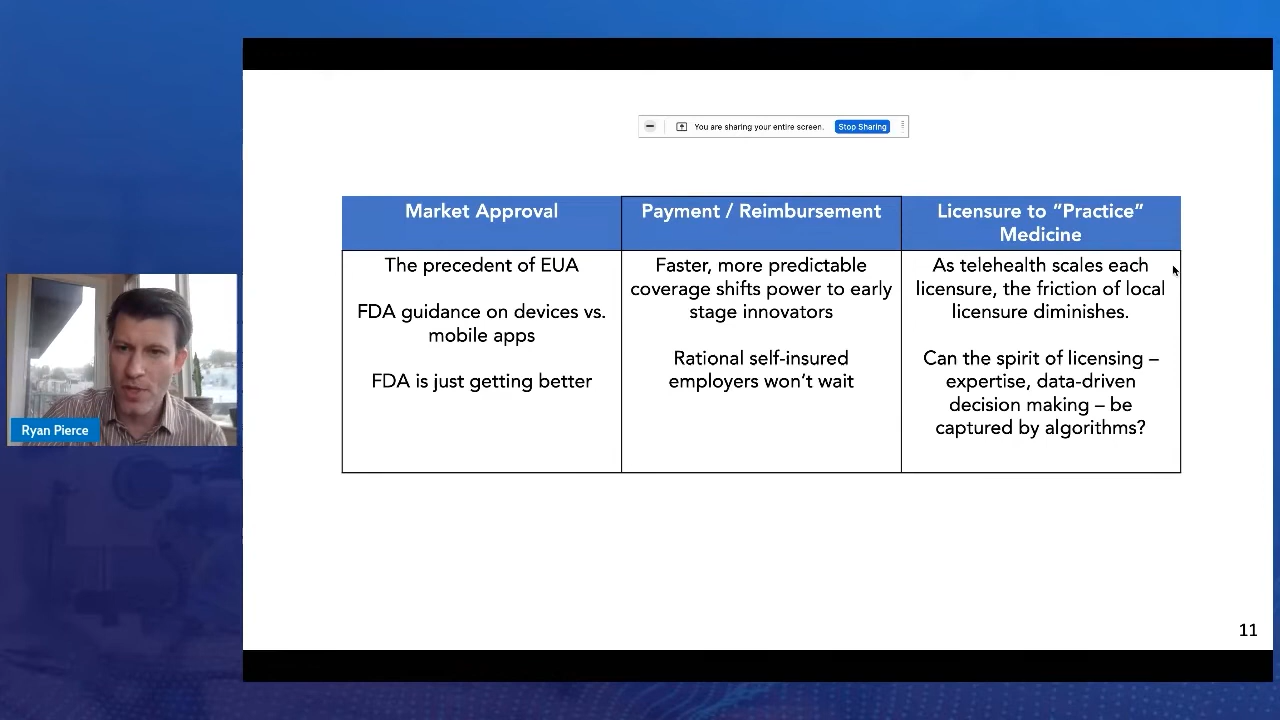 You are sharing your entire screen. Stop Sharing
Market Approval
The precedent of EUA
FDA guidance on devices vs.
mobile apps
FDA is just getting better
Payment / Reimbursement
Faster, more predictable
coverage shifts power to early
stage innovators
Rational self-insured
employers won’t wait
Licensure to ”Practice”
Medicine
As telehealth scales each
licensure, the friction of local
licensure diminishes.
Can the spirit of licensing –
expertise, data-driven
decision making – be
captured by algorithms?
Ryan Pierce
11